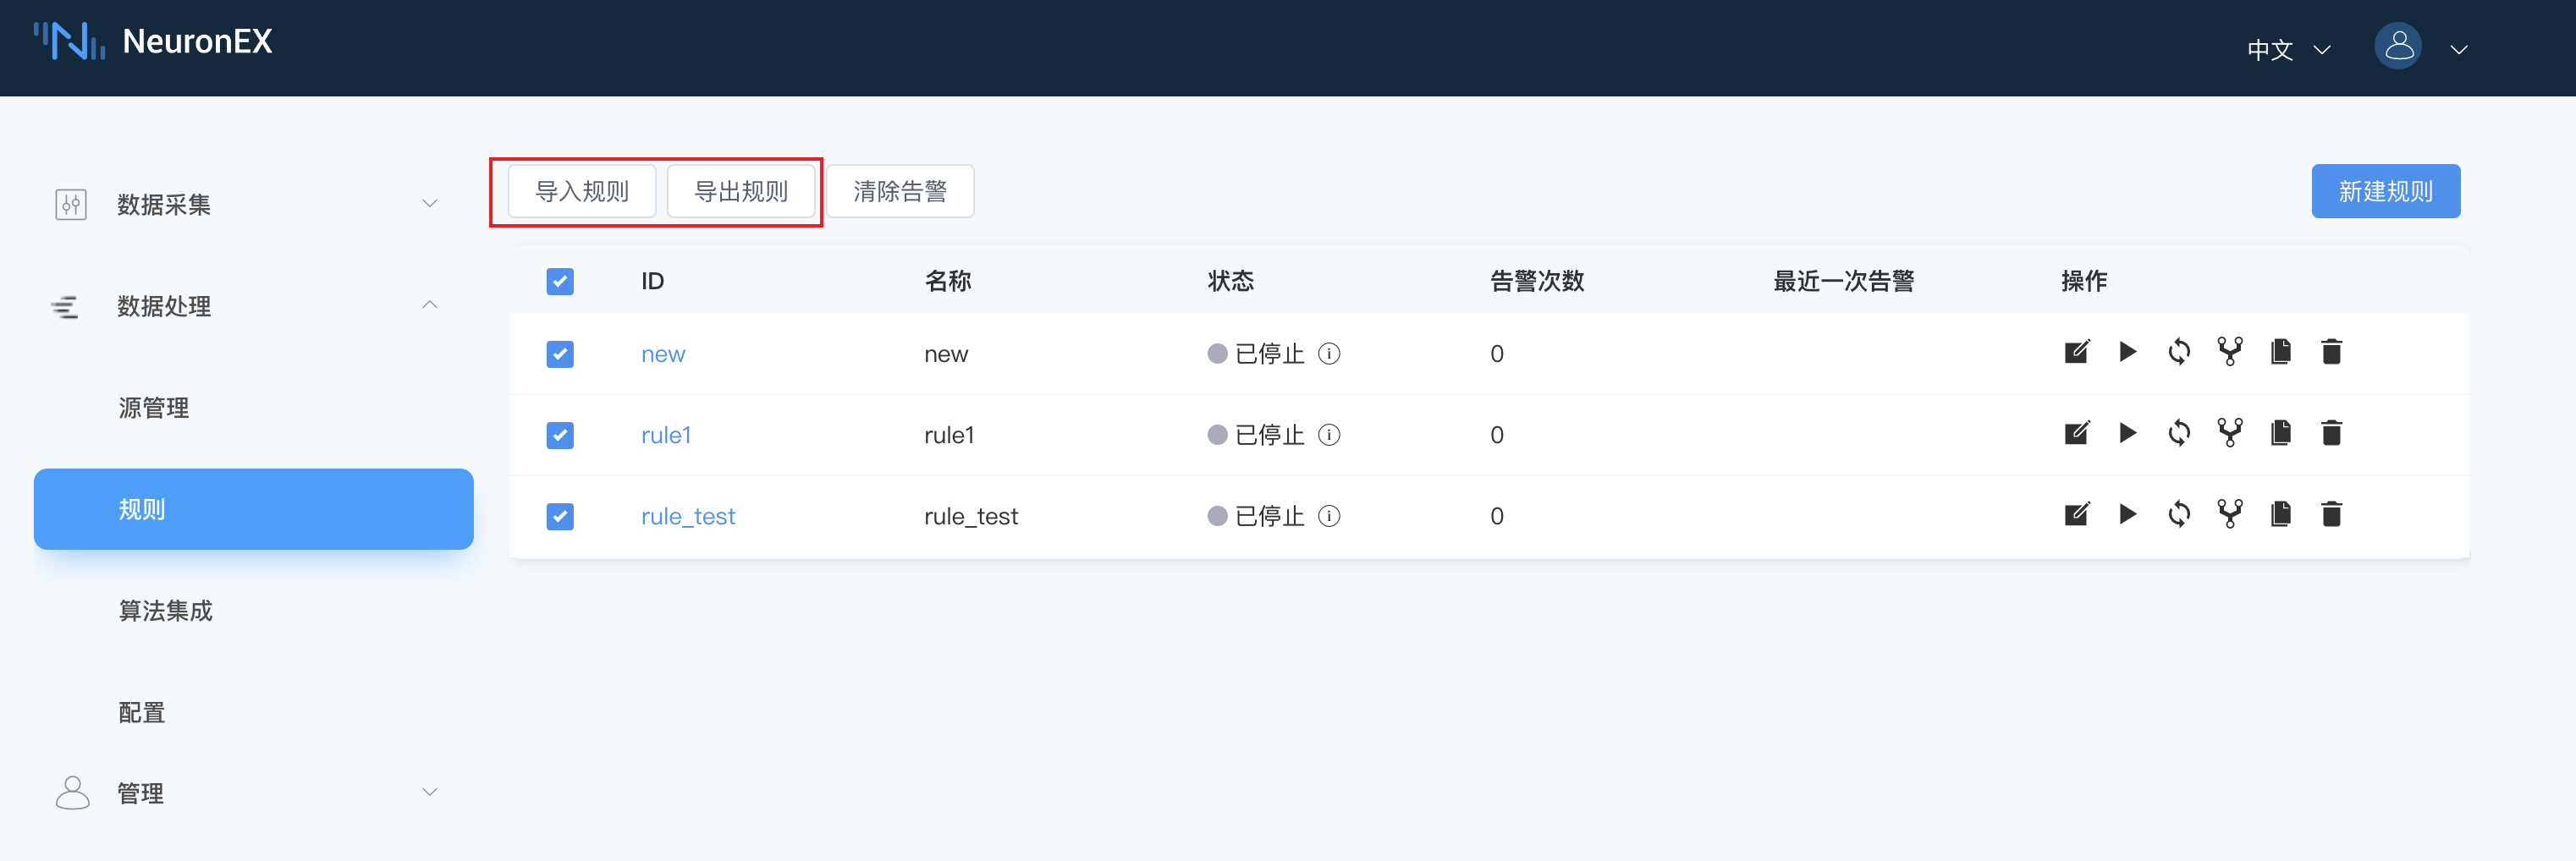 NeuronEX
中文
数据采集
数据处理
源管理
规则
算法集成
配置
管理
导入规则 导出规则 清除告警 新建规则
ID 名称 状态 告警次数 最近一次告警 操作
new new 已停止 0
rule1 rule1 已停止 0
rule_test rule_test 已停止 0